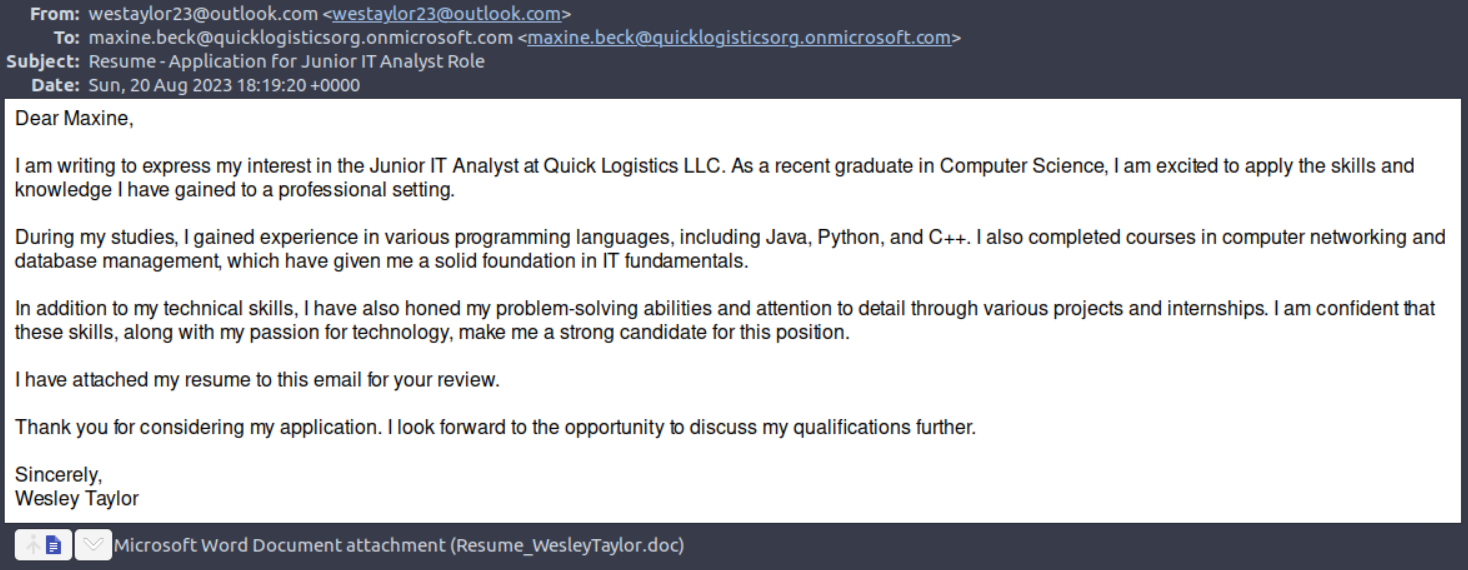 From: westaylor23@outlook.com <westaylor23@outlook.com>
To: maxine.beck@quicklogisticsorg.onmicrosoft.com <maxine.beck@quicklogisticsorg.onmicrosoft.com>
Subject: Resume - Application for Junior IT Analyst Role
Date: Sun, 20 Aug 2023 18:19:20 +0000
Dear Maxine,
I am writing to express my interest in the Junior IT Analyst at Quick Logistics LLC. As a recent graduate in Computer Science, I am excited to apply the skills and
knowledge I have gained to a professional setting.
During my studies, I gained experience in various programming languages, including Java, Python, and C++. I also completed courses in computer networking and
database management, which have given me a solid foundation in IT fundamentals.
In addition to my technical skills, I have also honed my problem-solving abilities and attention to detail through various projects and internships. I am confident that
these skills, along with my passion for technology, make me a strong candidate for this position.
I have attached my resume to this email for your review.
Thank you for considering my application. I look forward to the opportunity to discuss my qualifications further.
Sincerely,
Wesley Taylor
Microsoft Word Document attachment (Resume_WesleyTaylor.doc)